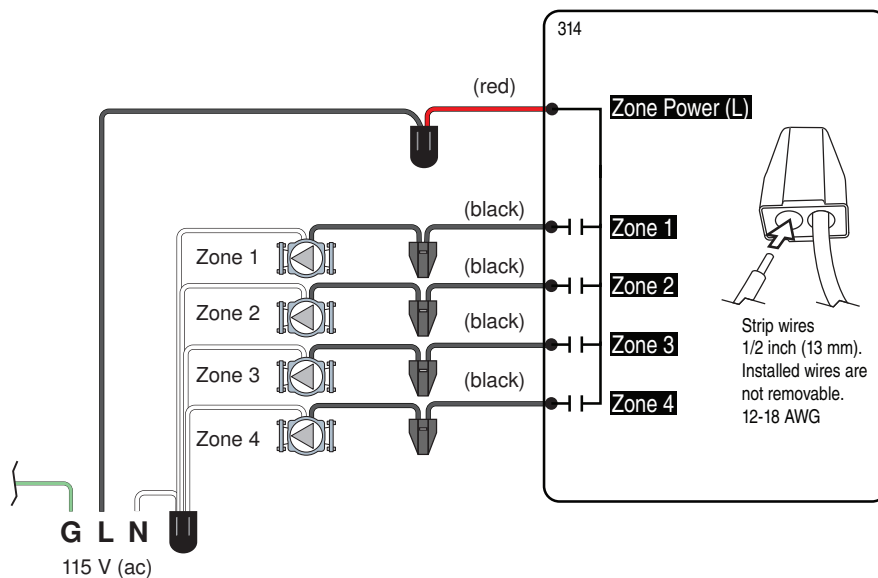 314
(red)
Zone Power (L)
(black)
Zone 1
Zone 1
(black)
Zone 2
Zone 2
(black)
Zone 3
Zone 3
(black)
Zone 4
Zone 4
Strip wires
1/2 inch (13 mm).
Installed wires are
not removable.
12-18 AWG
G L N
115 V (ac)